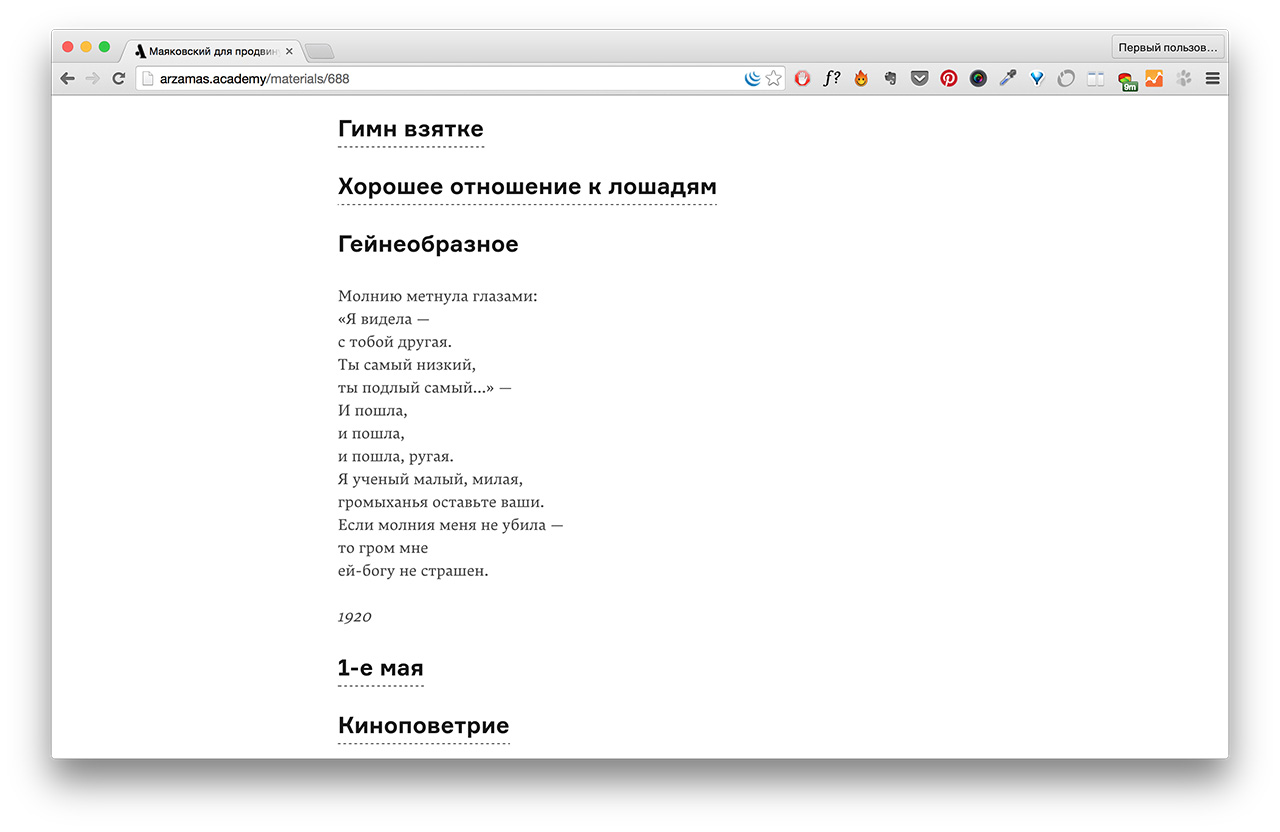 Маяковский для продвин
Первый пользов...
arzamas.academy/materials/688
f?
9m
Гимн взятке
Хорошее отношение к лошадям
Гейнеобразное
Молнию метнула глазами:
«Я видела —
с тобой другая.
Ты самый низкий,
ты подлый самый...» —
И пошла,
и пошла,
и пошла, ругая.
Я ученый малый, милая,
громыханья оставьте ваши.
Если молния меня не убила —
то гром мне
ей-богу не страшен.
1920
1-е мая
Киноповетрие